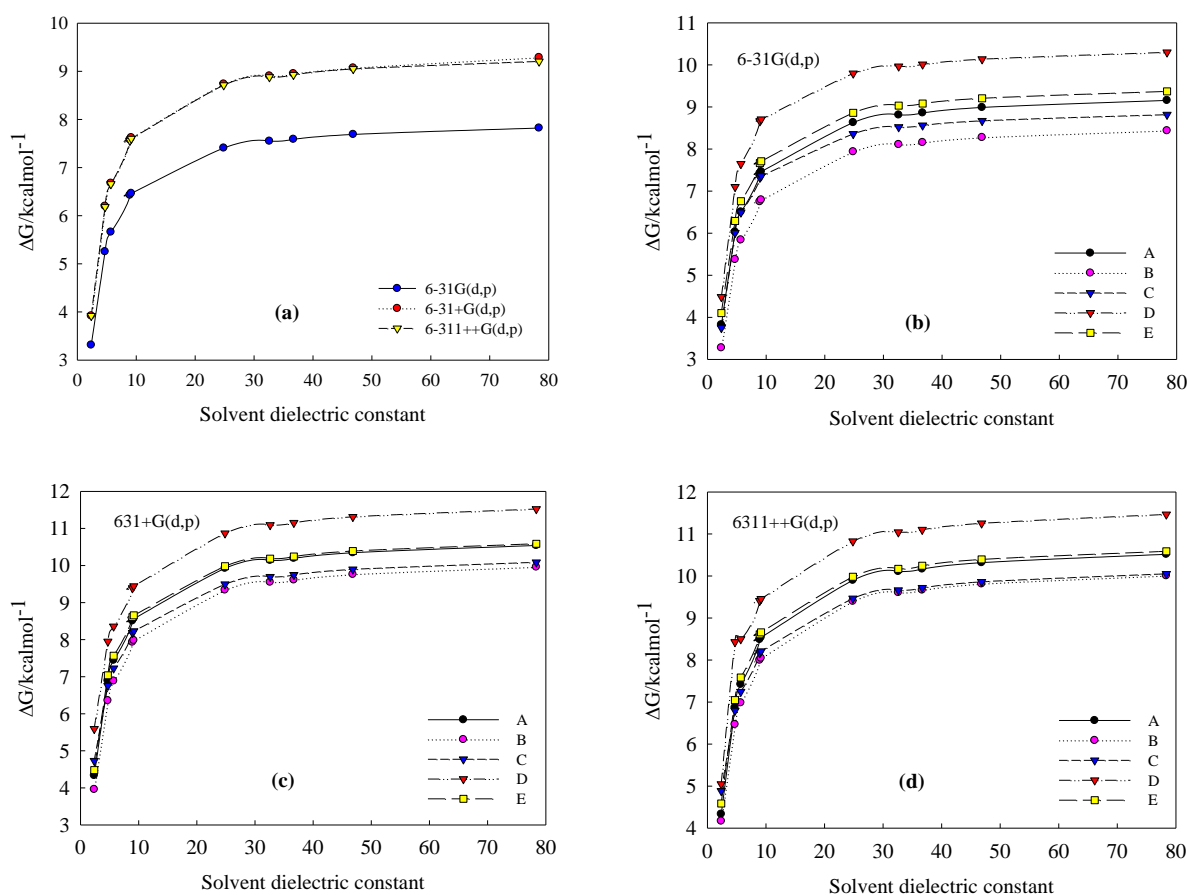 10
9
8
7
6
5
4
3
ΔG/kcalmol⁻¹
6-31G(d,p)
6-31+G(d,p)
6-311++G(d,p)
(a)
0 10 20 30 40 50 60 70 80
Solvent dielectric constant
11
10
9
8
7
6
5
4
3
ΔG/kcalmol⁻¹
6-31G(d,p)
A
B
C
D
E
(b)
0 10 20 30 40 50 60 70 80
Solvent dielectric constant
12
11
10
9
8
7
6
5
4
3
ΔG/kcalmol⁻¹
631+G(d,p)
A
B
C
D
E
(c)
0 10 20 30 40 50 60 70 80
Solvent dielectric constant
12
11
10
9
8
7
6
5
4
ΔG/kcalmol⁻¹
6311++G(d,p)
A
B
C
D
E
(d)
0 10 20 30 40 50 60 70 80
Solvent dielectric constant